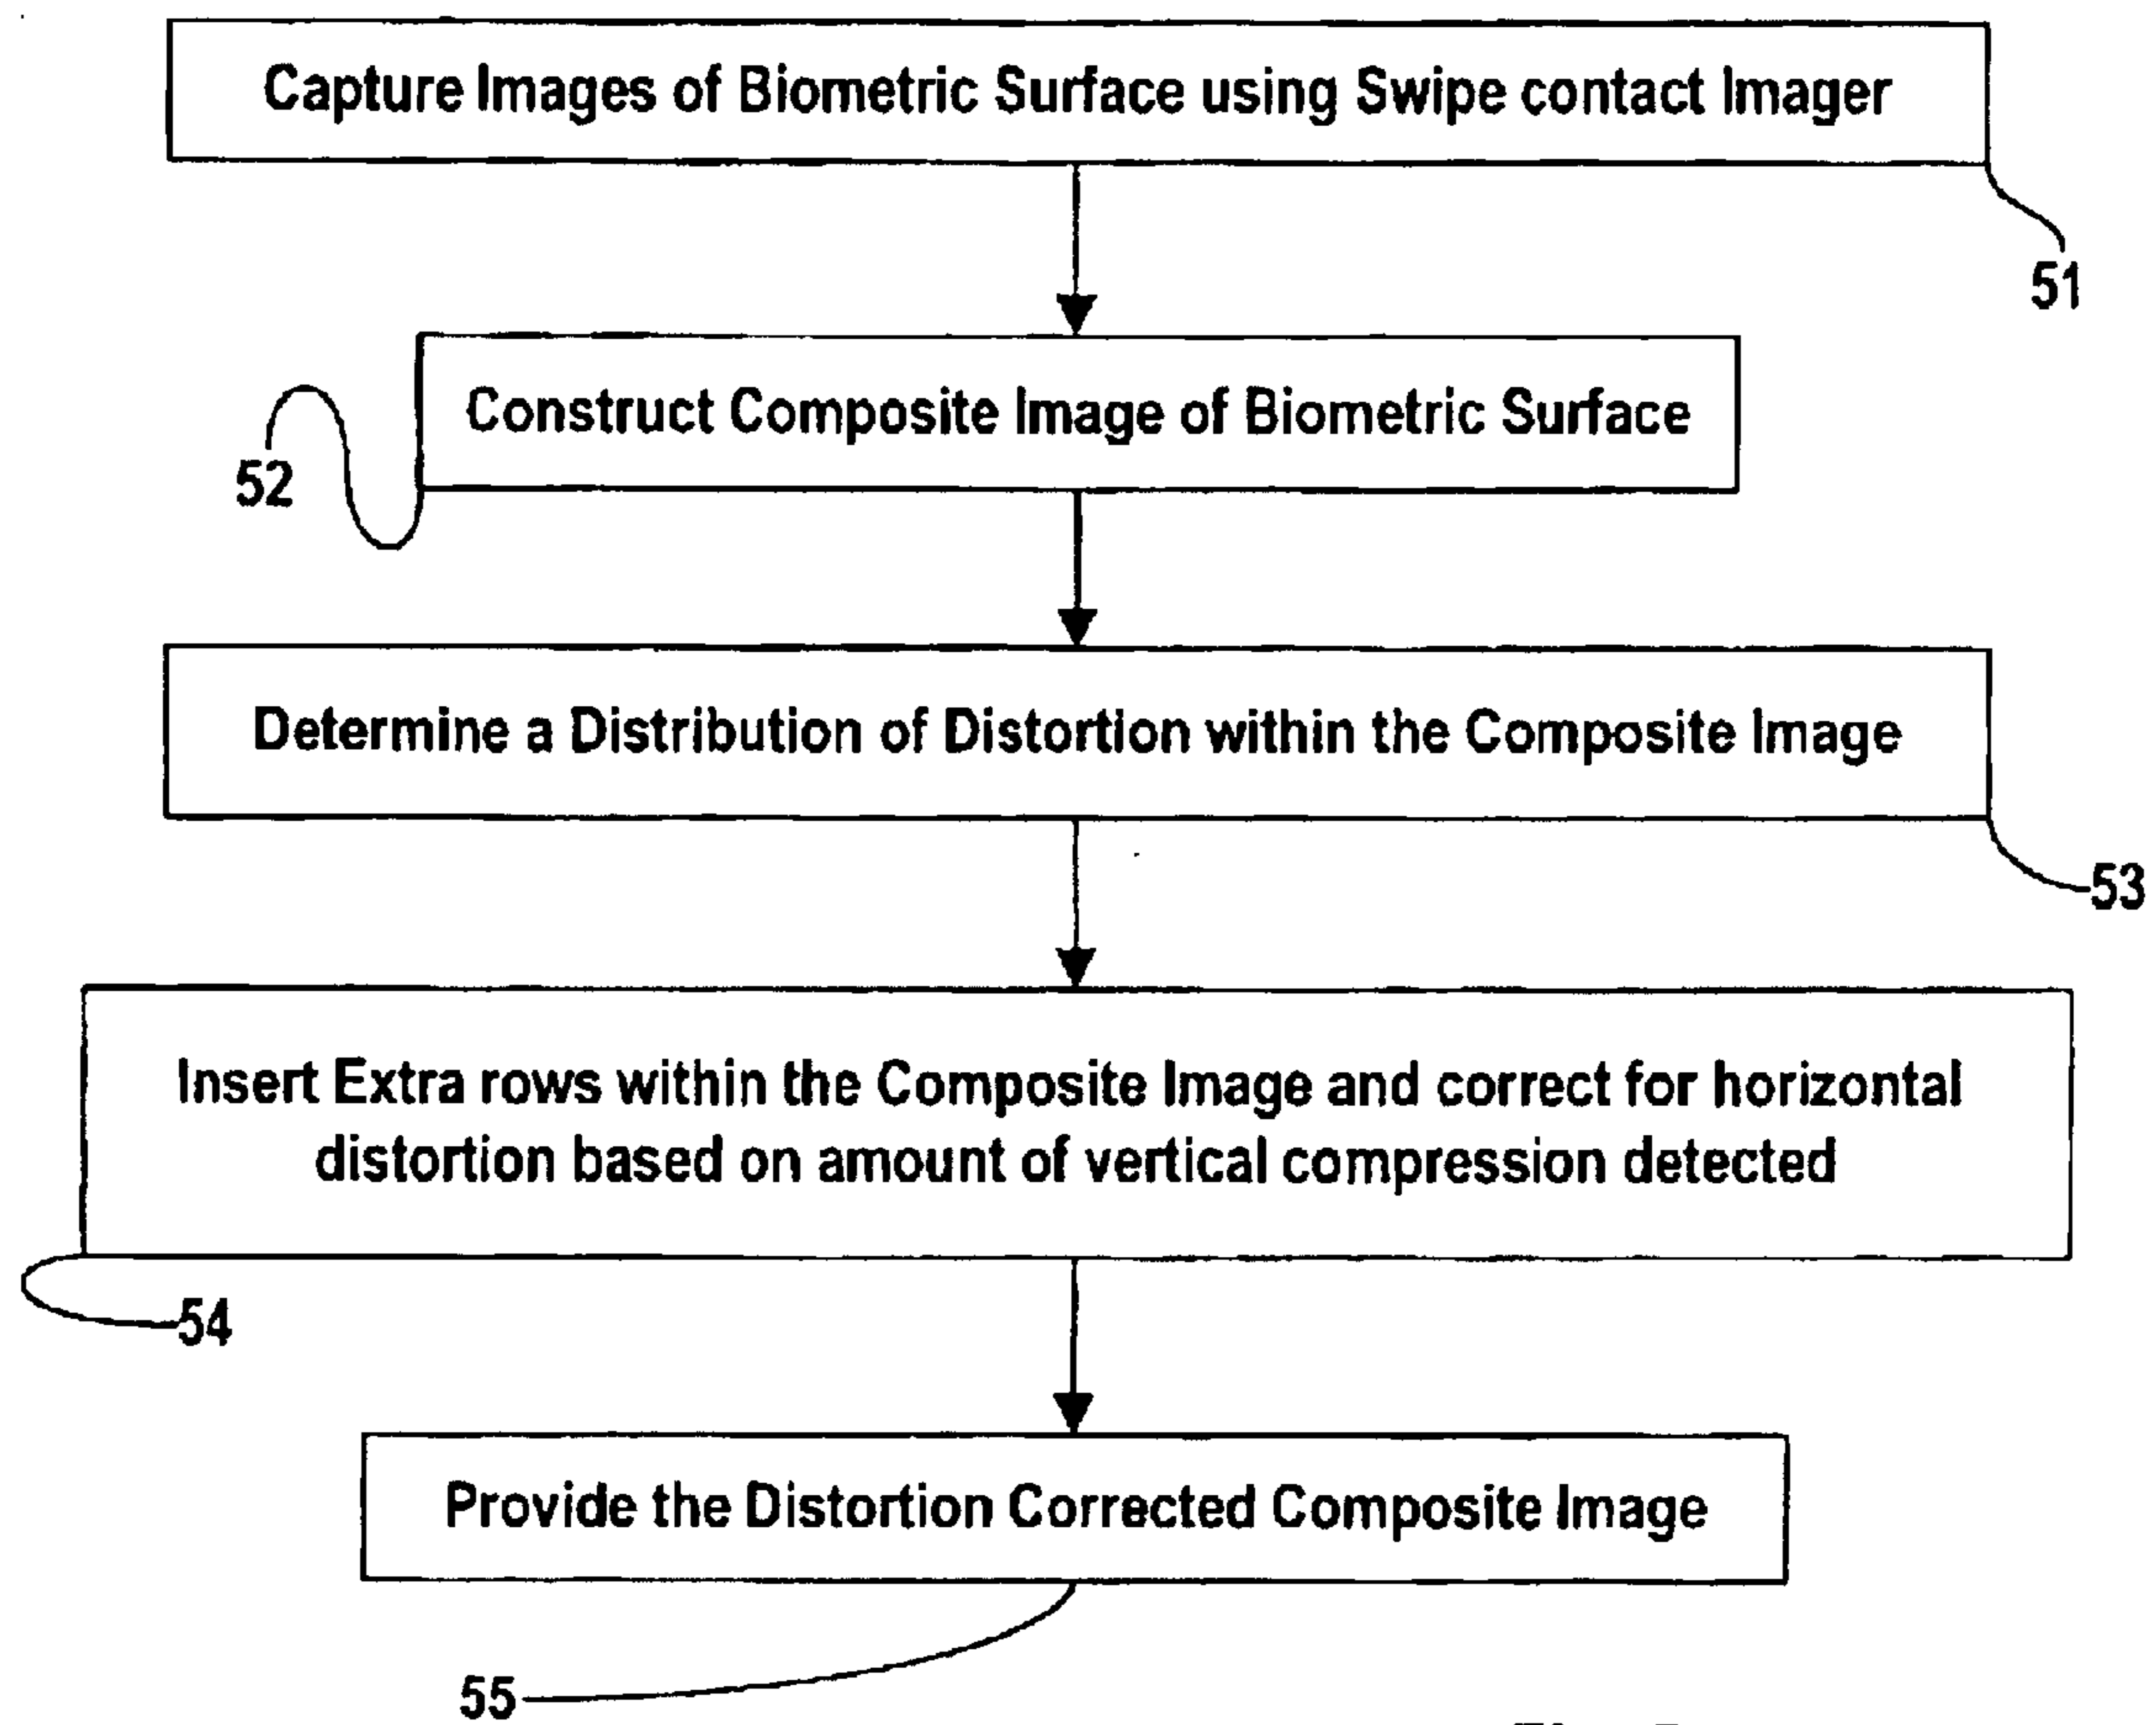 Capture Images of Biometric Surface using Swipe contact Imager
51
Construct Composite Image of Biometric Surface
52
Determine a Distribution of Distortion within the Composite Image
53
Insert Extra rows within the Composite Image and correct for horizontal
distortion based on amount of vertical compression detected
54
Provide the Distortion Corrected Composite Image
55